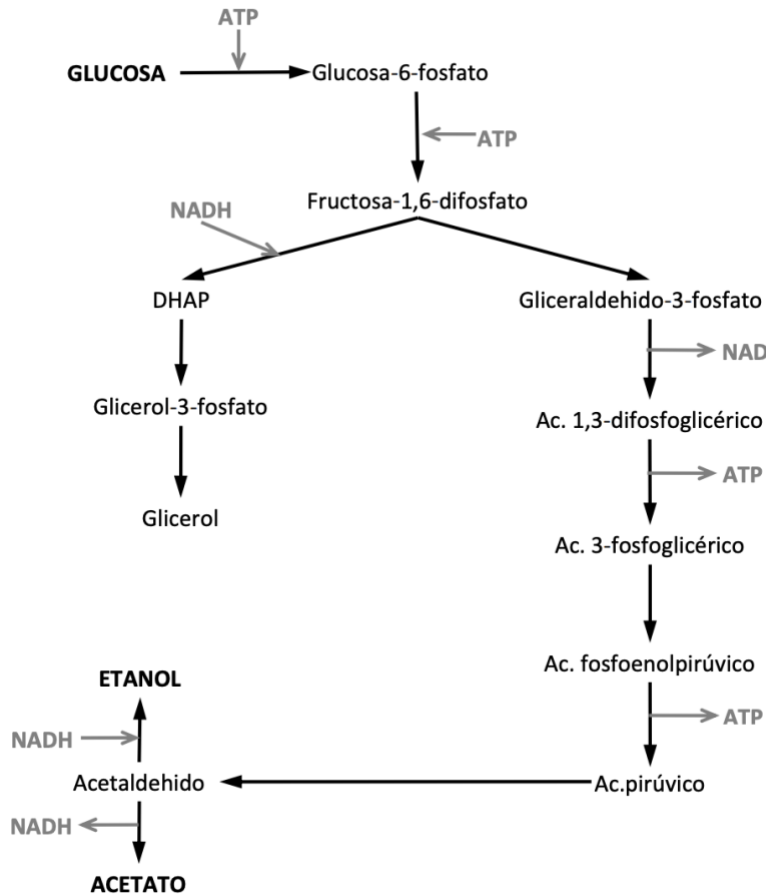 ATP
GLUCOSA
Glucosa-6-fosfato
ATP
Fructosa-1,6-difosfato
NADH
DHAP
Gliceraldehido-3-fosfato
NAD
Glicerol-3-fosfato
Ac. 1,3-difosfoglicérico
ATP
Glicerol
Ac. 3-fosfoglicérico
Ac. fosfoenolpirúvico
ETANOL
ATP
NADH
Acetaldehido
Ac.pirúvico
NADH
ACETATO